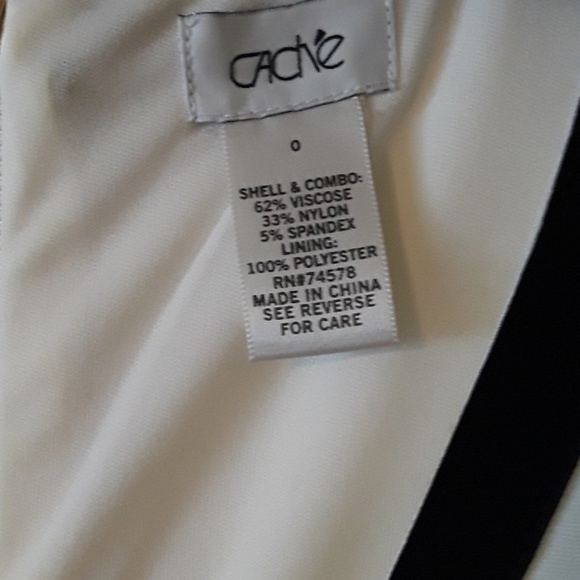 Caché
0
SHELL & COMBO:
62% VISCOSE
33% NYLON
5% SPANDEX
LINING:
100% POLYESTER
RN#74578
MADE IN CHINA
SEE REVERSE
FOR CARE